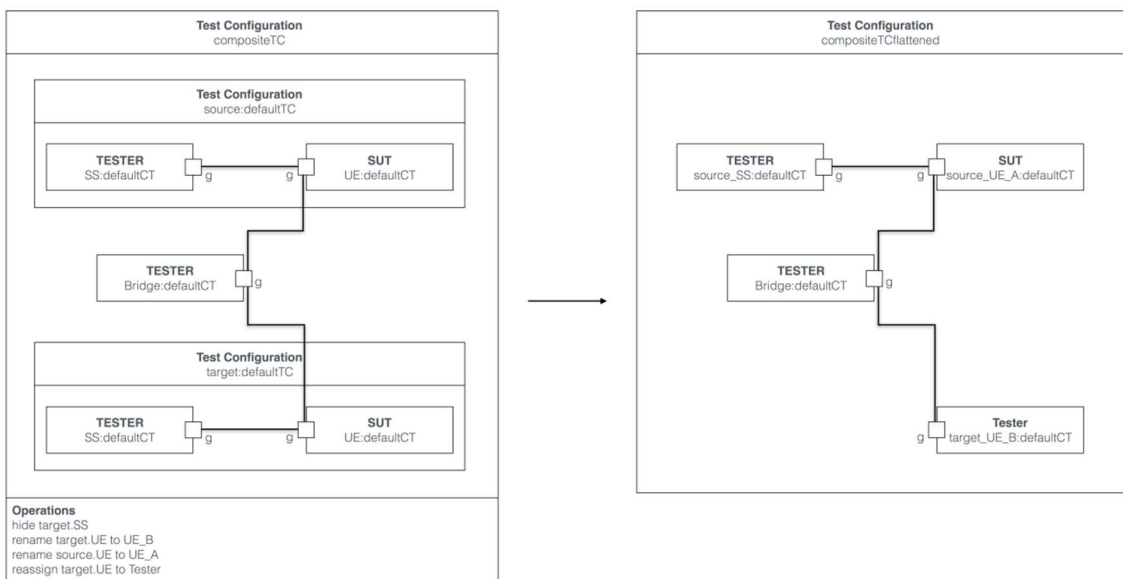 Test Configuration
compositeTC
Test Configuration
source:defaultTC
TESTER
SS:defaultCT
g
g
SUT
UE:defaultCT
TESTER
Bridge:defaultCT
g
Test Configuration
target:defaultTC
TESTER
SS:defaultCT
g
g
SUT
UE:defaultCT
Operations
hide target.SS
rename target.UE to UE_B
rename source.UE to UE_A
reassign target.UE to Tester
Test Configuration
compositeTCflattened
TESTER
source_SS:defaultCT
g
g
SUT
source_UE_A:defaultCT
TESTER
Bridge:defaultCT
g
g
Tester
target_UE_B:defaultCT